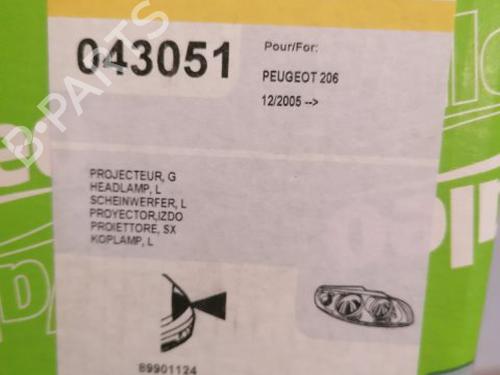 043051
Pour/For:
PEUGEOT 206
12/2005 -->
PROJECTEUR, G
HEADLAMP, L
SCHEINWERFER, L
PROYECTOR,IZDO
PROIETTORE, SX
KOPLAMP, L
89901124
B-PARTS